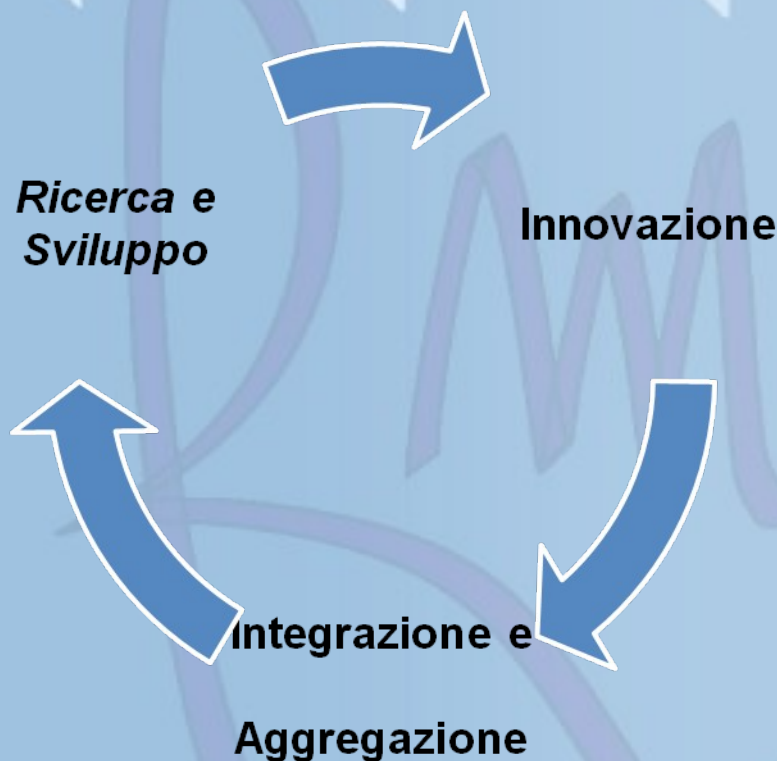 Ricerca e
Sviluppo
Innovazione
Integrazione e
Aggregazione